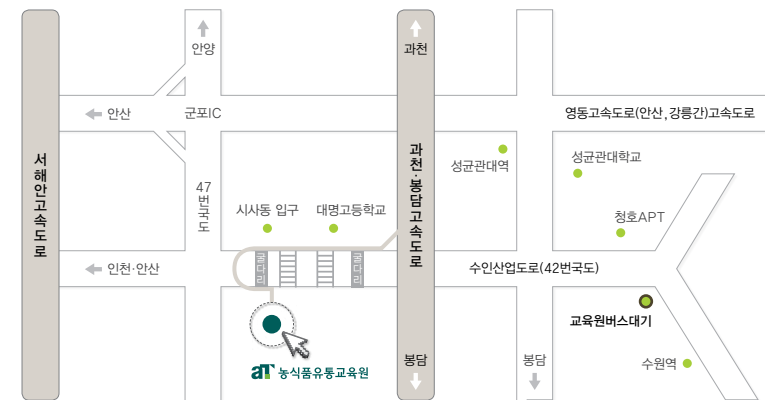 안양
과천
안산
군포IC
영동고속도로(안산,강릉간)고속도로
서해안고속도로
과천·봉담고속도로
성균관대역
성균관대학교
47번국도
시사동 입구
대명고등학교
청호APT
굴다리
굴다리
인천·안산
수인산업도로(42번국도)
교육원버스대기
봉담
봉담
수원역
aT 농식품유통교육원